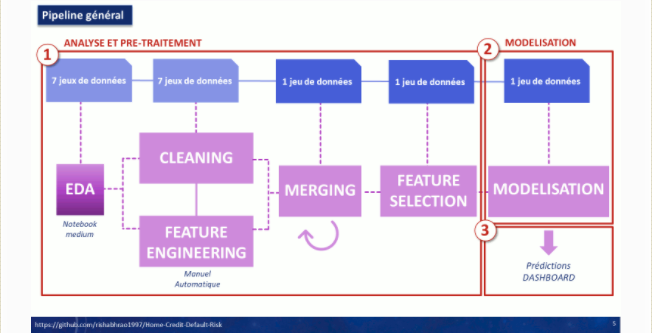 Pipeline général
ANALYSE ET PRE-TRAITEMENT
MODELISATION
1
2
7 jeux de données
7 jeux de données
1 jeu de données
1 jeu de données
1 jeu de données
CLEANING
EDA
MERGING
FEATURE
SELECTION
MODELISATION
Notebook
medium
FEATURE
ENGINEERING
Manuel
Automatique
3
Prédictions
DASHBOARD
https://github.com/rishabhrao1997/Home-Credit-Default-Risk
5